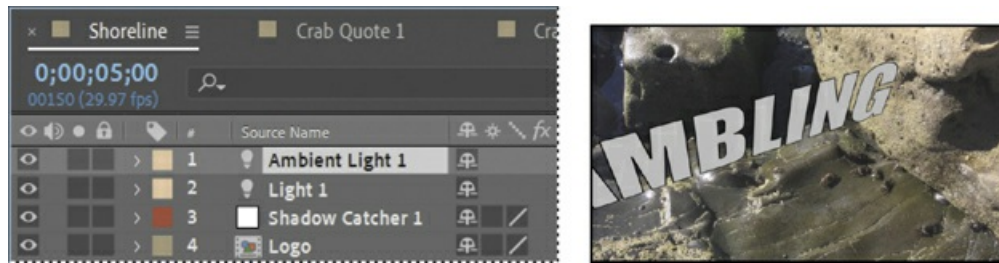 × Shoreline ≡ Crab Quote 1
0;00;05;00
00150 (29.97 fps)
# Source Name fx
1 Ambient Light 1
2 Light 1
3 Shadow Catcher 1
4 Logo
MBLING